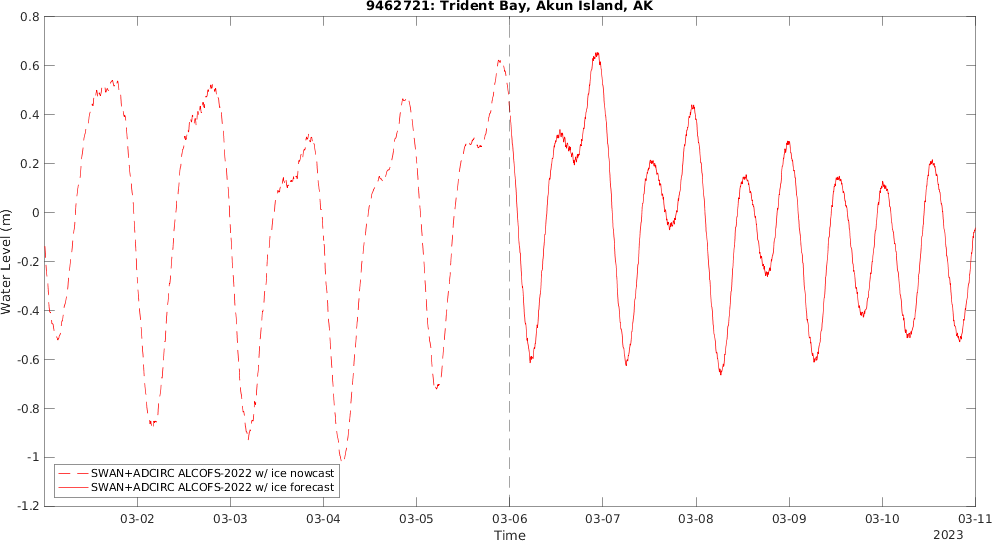 9462721: Trident Bay, Akun Island, AK
0.8
0.6
0.4
0.2
0
-0.2
-0.4
-0.6
-0.8
-1
-1.2
Water Level (m)
SWAN+ADCIRC ALCOFS-2022 w/ ice nowcast
SWAN+ADCIRC ALCOFS-2022 w/ ice forecast
03-02 03-03 03-04 03-05 03-06 03-07 03-08 03-09 03-10 03-11
Time
2023